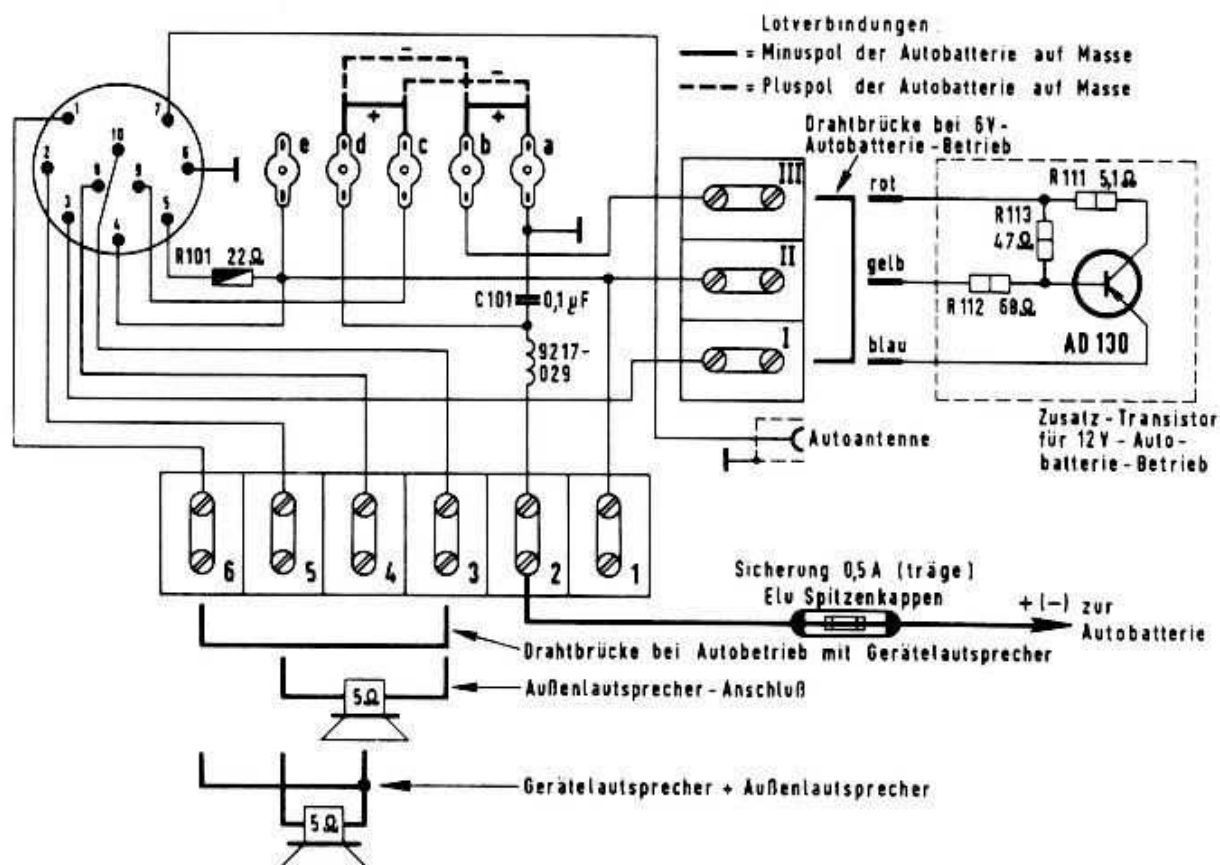 Lötverbindungen
= Minuspol der Autobatterie auf Masse
= Pluspol der Autobatterie auf Masse
Drahtbrücke bei 6V-
Autobatterie-Betrieb
1
7
10
2
8
9
6
3
5
4
e
d
c
b
a
-
-
+
+
R101 22Ω
C101 0,1µF
9217-
029
III
II
I
rot
gelb
blau
R111 5,1Ω
R113
47Ω
R112 68Ω
AD 130
Zusatz-Transistor
für 12V-Auto-
batterie-Betrieb
Autoantenne
6
5
4
3
2
1
Sicherung 0,5A (träge)
Elu Spitzenkappen
+(-) zur
Autobatterie
Drahtbrücke bei Autobetrieb mit Gerätelautsprecher
Außenlautsprecher-Anschluß
5Ω
Gerätelautsprecher + Außenlautsprecher
5Ω